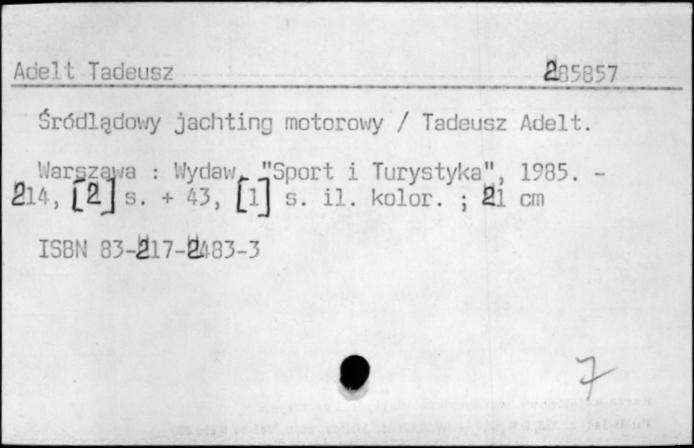 Adelt Tadeusz 285857
Śródlądowy jachting motorowy / Tadeusz Adelt.
Warszawa : Wydaw. "Sport i Turystyka", 1985. -
214, [2] s. + 43, [1] s. il. kolor. ; 21 cm
ISBN 83-217-2483-3
7